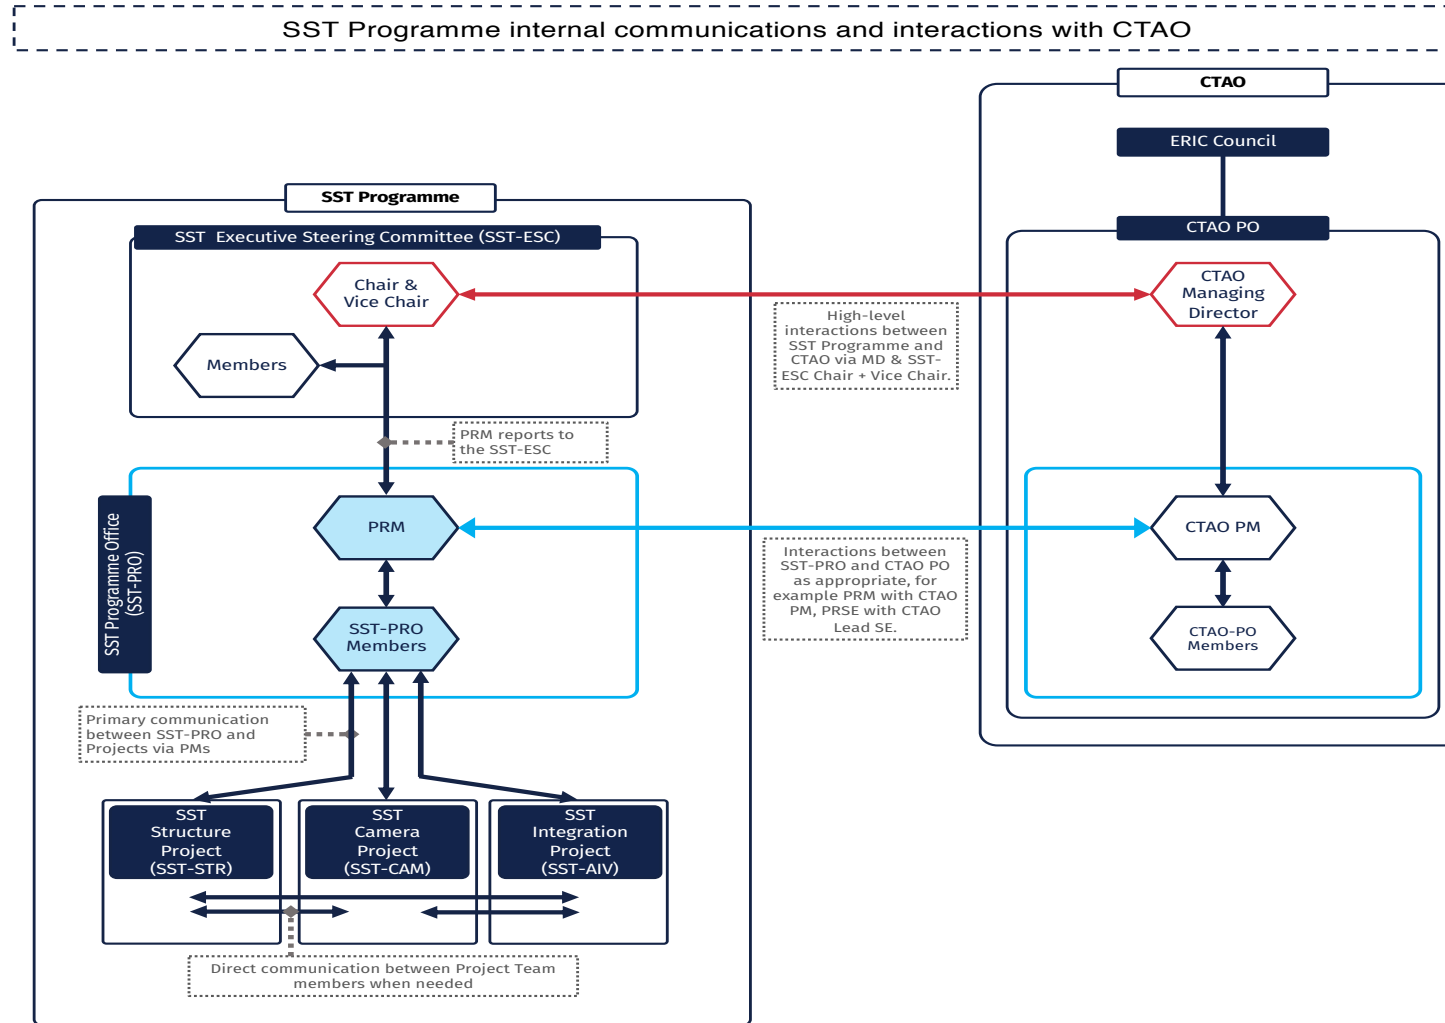 SST Programme internal communications and interactions with CTAO
CTAO
ERIC Council
CTAO PO
CTAO
Managing
Director
CTAO PM
CTAO-PO
Members
SST Programme
SST Executive Steering Committee (SST-ESC)
Chair &
Vice Chair
Members
High-level
interactions between
SST Programme and
CTAO via MD & SST-
ESC Chair + Vice Chair.
PRM reports to
the SST-ESC
SST Programme Office
(SST-PRO)
PRM
SST-PRO
Members
Interactions between
SST-PRO and CTAO PO
as appropriate, for
example PRM with CTAO
PM, PRSE with CTAO
Lead SE.
Primary communication
between SST-PRO and
Projects via PMs
SST
Structure
Project
(SST-STR)
SST
Camera
Project
(SST-CAM)
SST
Integration
Project
(SST-AIV)
Direct communication between Project Team
members when needed